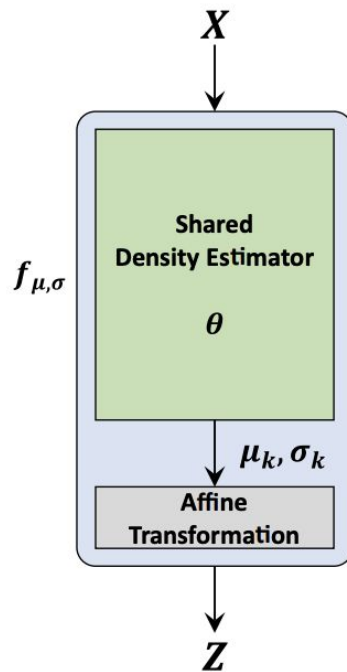 X
Shared
Density Estimator
f_{μ,σ}
θ
μ_k, σ_k
Affine
Transformation
Z